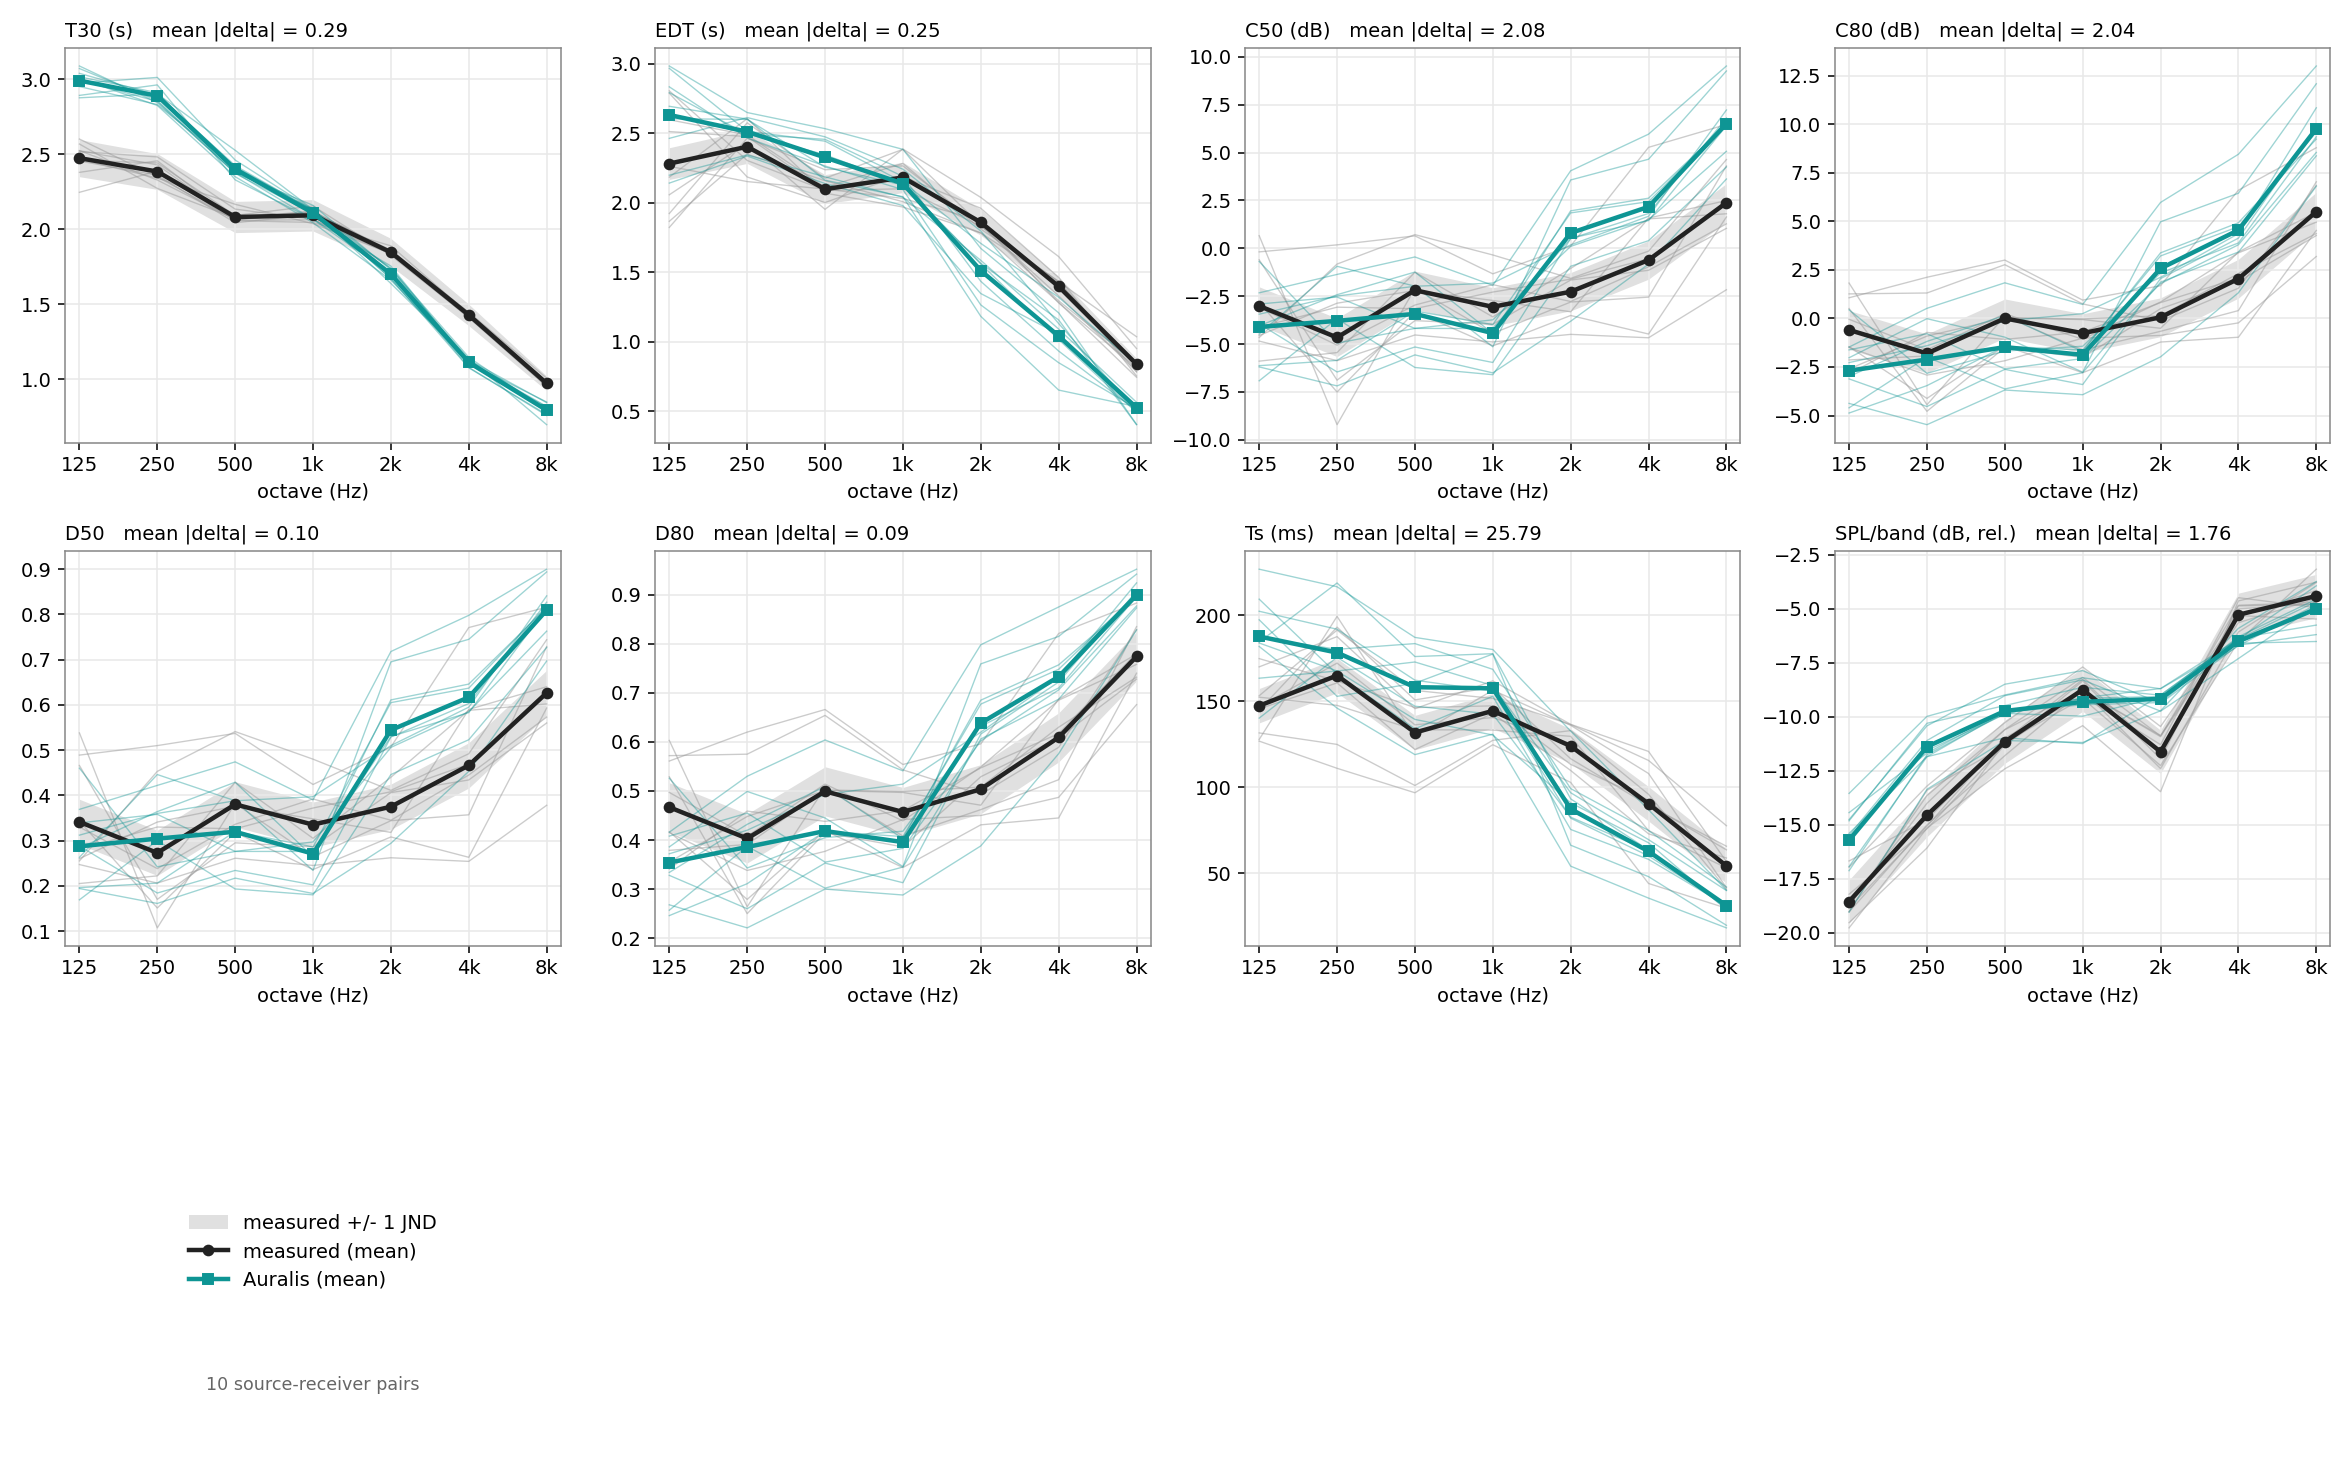 T30 (s)   mean |delta| = 0.29
3.0
2.5
2.0
1.5
1.0
125 250 500 1k 2k 4k 8k
octave (Hz)
EDT (s)   mean |delta| = 0.25
3.0
2.5
2.0
1.5
1.0
0.5
125 250 500 1k 2k 4k 8k
octave (Hz)
C50 (dB)   mean |delta| = 2.08
10.0
7.5
5.0
2.5
0.0
−2.5
−5.0
−7.5
−10.0
125 250 500 1k 2k 4k 8k
octave (Hz)
C80 (dB)   mean |delta| = 2.04
12.5
10.0
7.5
5.0
2.5
0.0
−2.5
−5.0
125 250 500 1k 2k 4k 8k
octave (Hz)
D50   mean |delta| = 0.10
0.9
0.8
0.7
0.6
0.5
0.4
0.3
0.2
0.1
125 250 500 1k 2k 4k 8k
octave (Hz)
D80   mean |delta| = 0.09
0.9
0.8
0.7
0.6
0.5
0.4
0.3
0.2
125 250 500 1k 2k 4k 8k
octave (Hz)
Ts (ms)   mean |delta| = 25.79
200
150
100
50
125 250 500 1k 2k 4k 8k
octave (Hz)
SPL/band (dB, rel.)   mean |delta| = 1.76
−2.5
−5.0
−7.5
−10.0
−12.5
−15.0
−17.5
−20.0
125 250 500 1k 2k 4k 8k
octave (Hz)
measured +/- 1 JND
measured (mean)
Auralis (mean)
10 source-receiver pairs